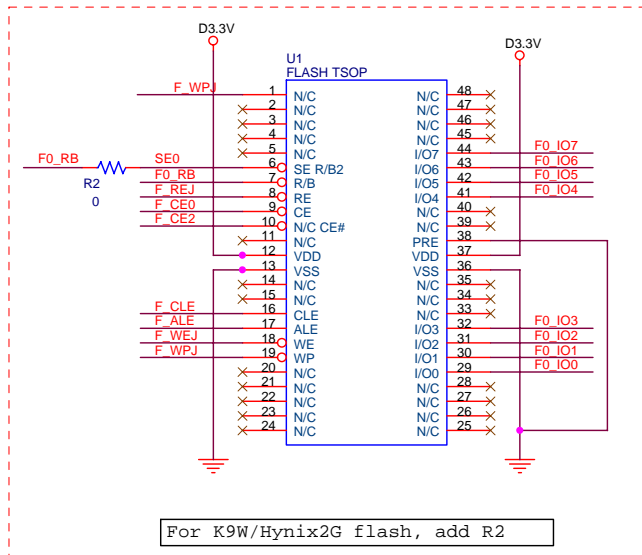 D3.3V
D3.3V
U1
FLASH TSOP
F_WPJ 1 N/C N/C 48
2 N/C N/C 47
3 N/C N/C 46
4 N/C N/C 45
5 N/C I/O7 44 F0_IO7
F0_RB SE0 6 SE R/B2 I/O6 43 F0_IO6
R2 F0_RB 7 R/B I/O5 42 F0_IO5
0 F_REJ 8 RE I/O4 41 F0_IO4
F_CE0 9 CE N/C 40
F_CE2 10 N/C CE# N/C 39
11 N/C PRE 38
12 VDD VDD 37
13 VSS VSS 36
14 N/C N/C 35
15 N/C N/C 34
F_CLE 16 CLE N/C 33
F_ALE 17 ALE I/O3 32 F0_IO3
F_WEJ 18 WE I/O2 31 F0_IO2
F_WPJ 19 WP I/O1 30 F0_IO1
20 N/C I/O0 29 F0_IO0
21 N/C N/C 28
22 N/C N/C 27
23 N/C N/C 26
24 N/C N/C 25
For K9W/Hynix2G flash, add R2